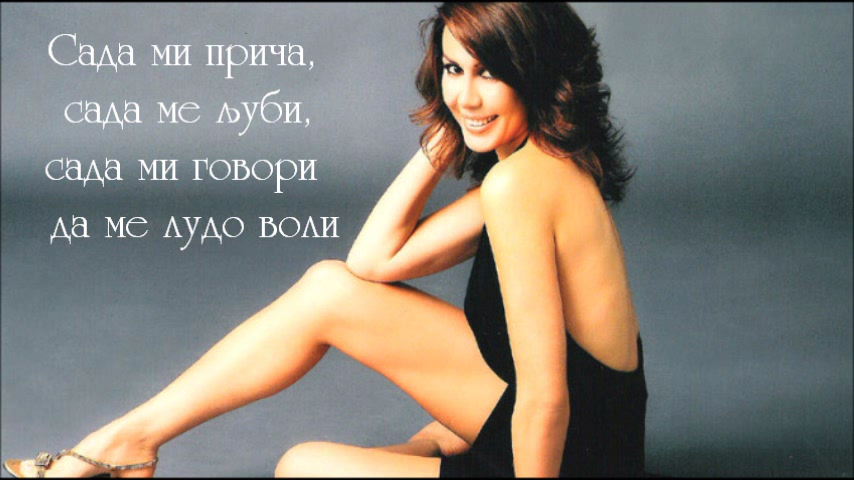 Сада ми прича,
сада ме љуби,
сада ми говори
да ме лудо воли